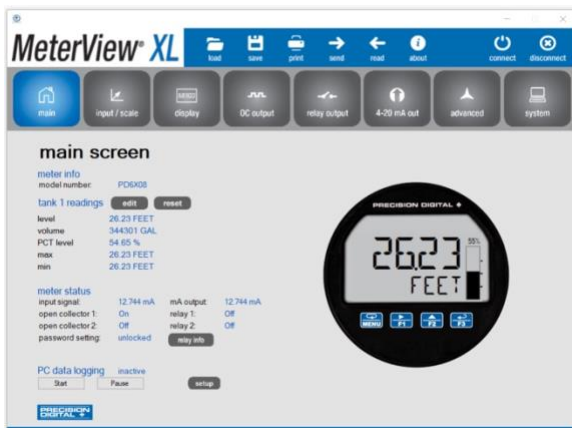 MeterView® XL
load save print send read about connect disconnect
main input / scale display OC output relay output 4-20 mA out advanced system
main screen
meter info
model number: PD6X08
tank 1 readings edit reset
level 26.23 FEET
volume 344301 GAL
PCT level 54.65 %
max 26.23 FEET
min 26.23 FEET
meter status
input signal: 12.744 mA mA output: 12.744 mA
open collector 1: On relay 1: Off
open collector 2: Off relay 2: Off
password setting: unlocked relay info
PC data logging inactive
Start Pause setup
PRECISION DIGITAL
PRECISION DIGITAL
55%
26.23
FEET
MENU F1 F2 F3